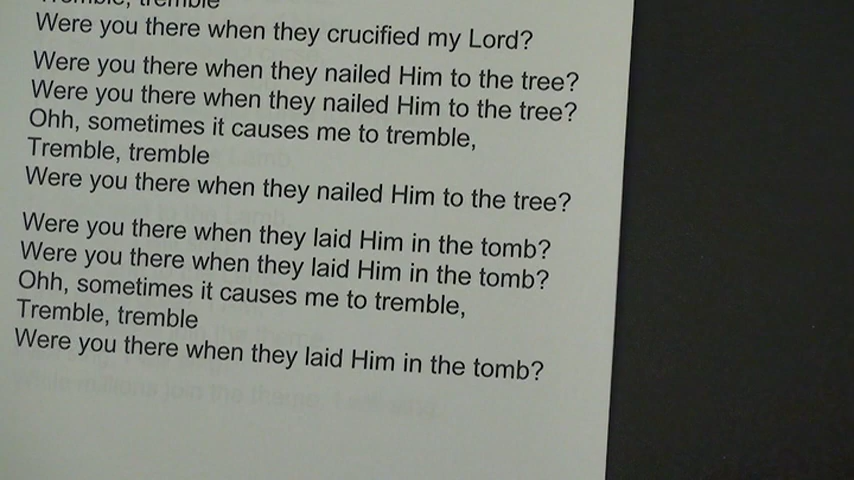 Tremble, tremble
Were you there when they crucified my Lord?
Were you there when they nailed Him to the tree?
Were you there when they nailed Him to the tree?
Ohh, sometimes it causes me to tremble,
Tremble, tremble
Were you there when they nailed Him to the tree?
Were you there when they laid Him in the tomb?
Were you there when they laid Him in the tomb?
Ohh, sometimes it causes me to tremble,
Tremble, tremble
Were you there when they laid Him in the tomb?